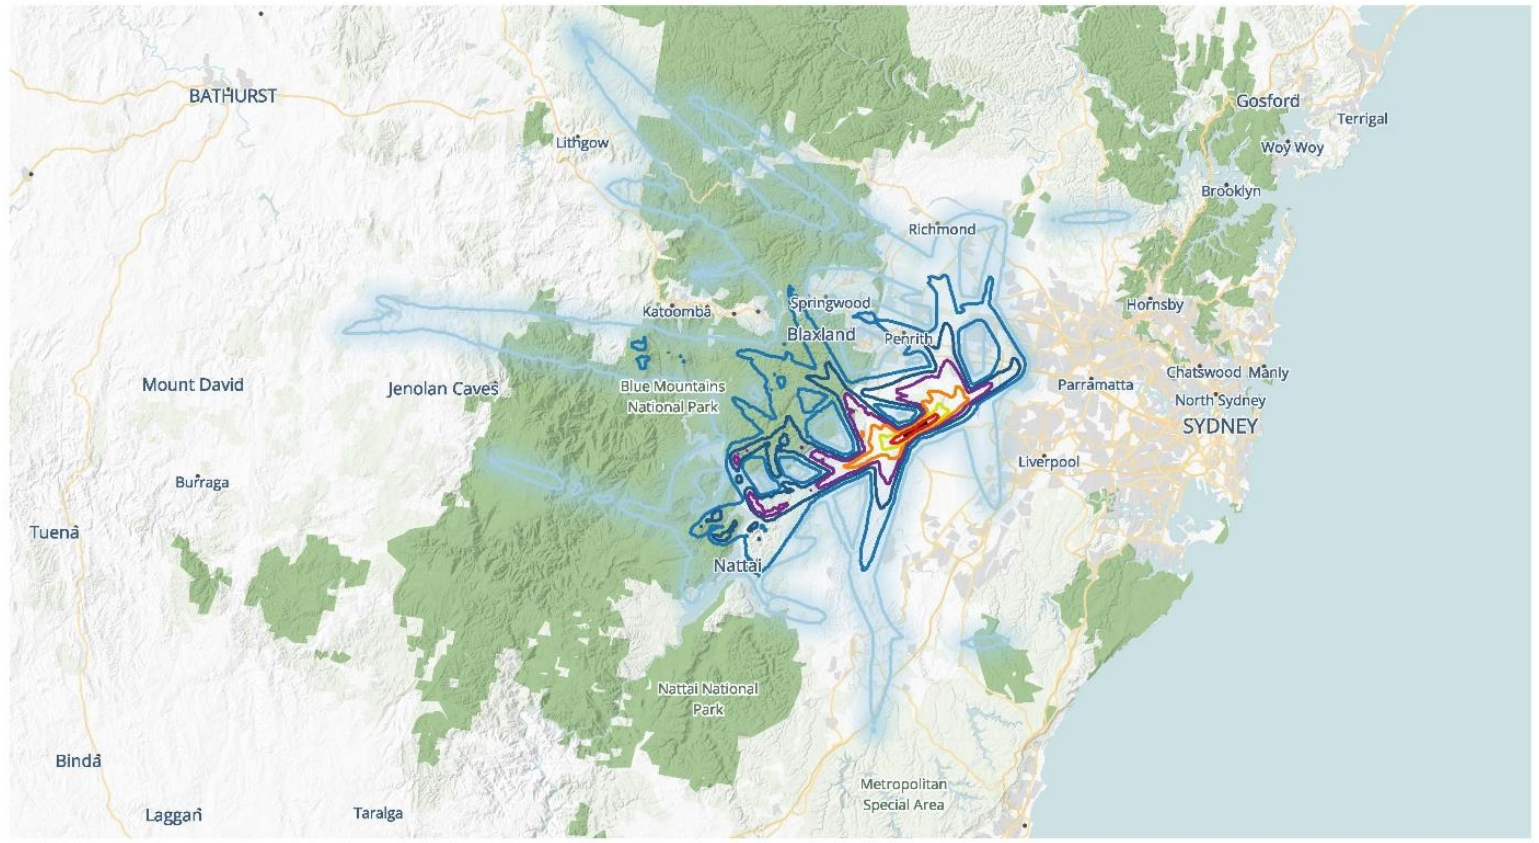 BATHURST
Gosford
Terrigal
Lithgow
Woy Woy
Brooklyn
Richmond
Katoomba
Springwood
Hornsby
Blaxland
Penrith
Mount David
Jenolan Caves
Blue Mountains
National Park
Parramatta
Chatswood
Manly
North Sydney
SYDNEY
Liverpool
Burraga
Tuena
Nattai
Nattai National
Park
Binda
Metropolitan
Special Area
Laggan
Taralga